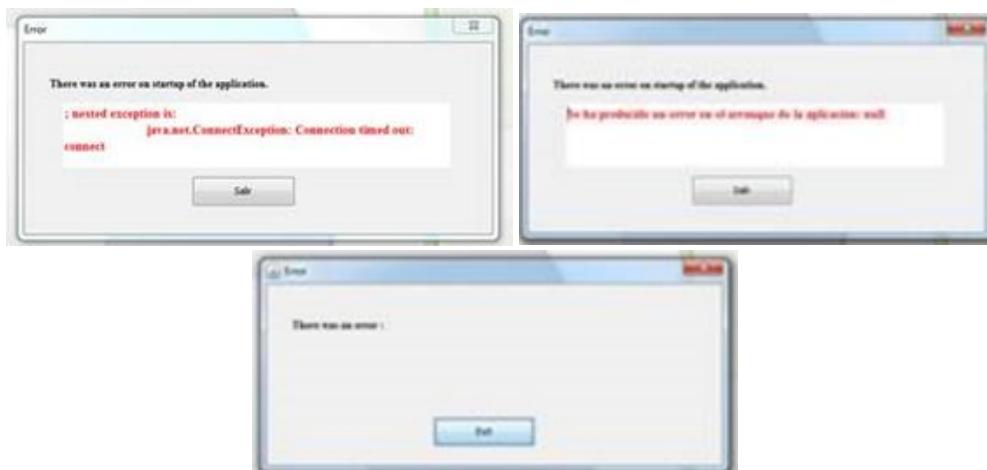 Error
There was an error on startup of the application.
; nested exception is:
java.net.ConnectException: Connection timed out:
connect
Salir
Error
There was an error on startup of the application.
Se ha producido un error en el arranque de la aplicación: null
Salir
Error
There was an error :
Exit